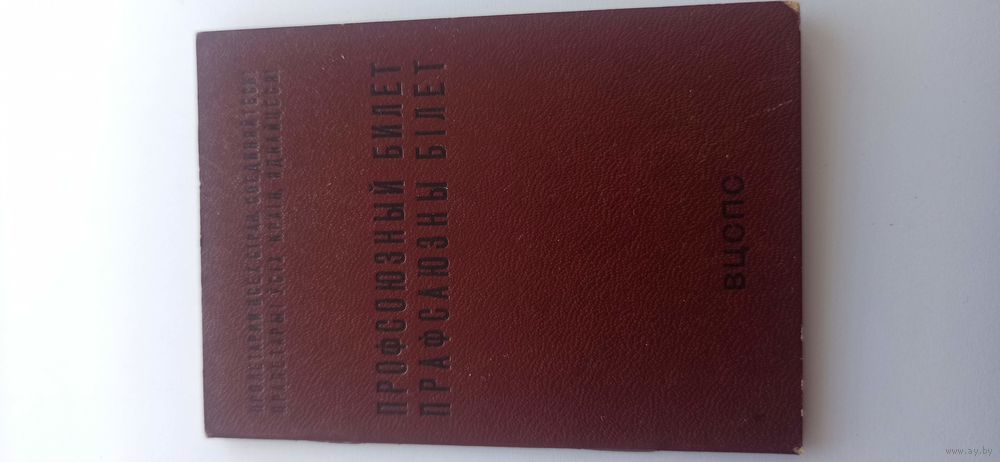 ПРОЛЕТАРИИ ВСЕХ СТРАН, СОЕДИНЯЙТЕСЬ!
ПРАЛЕТАРЫІ ЎСІХ КРАІН, ЯДНАЙЦЕСЯ!
ПРОФСОЮЗНЫЙ БИЛЕТ
ПРАФСАЮЗНЫ БІЛЕТ
ВЦСПС
www.ay.by